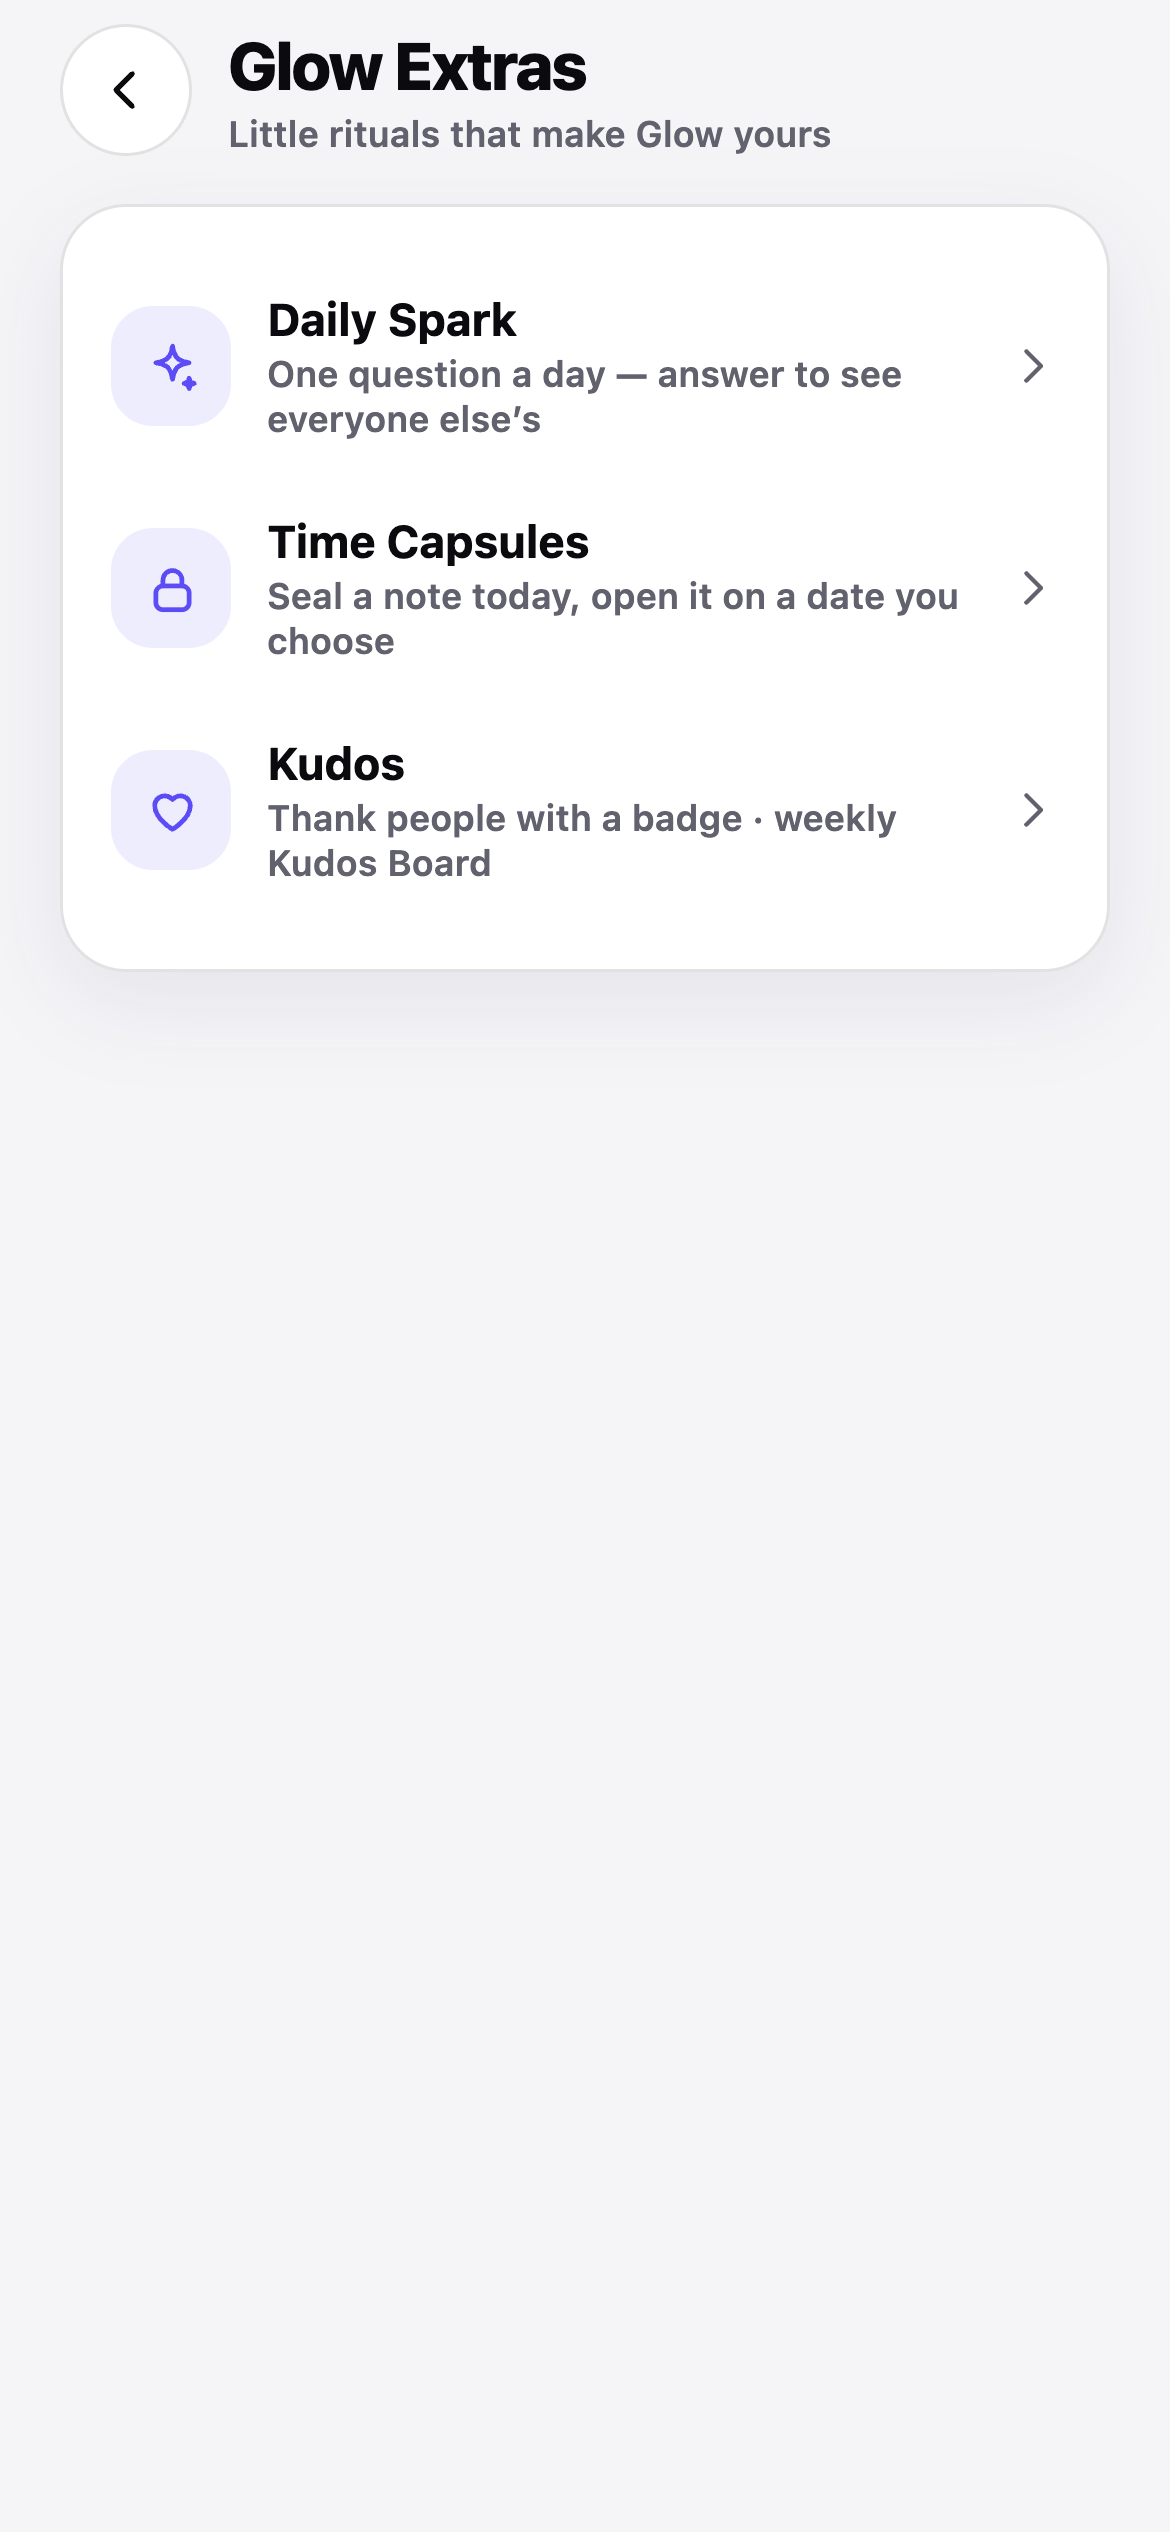 Glow Extras
Little rituals that make Glow yours
Daily Spark
One question a day — answer to see
everyone else’s
Time Capsules
Seal a note today, open it on a date you
choose
Kudos
Thank people with a badge · weekly
Kudos Board